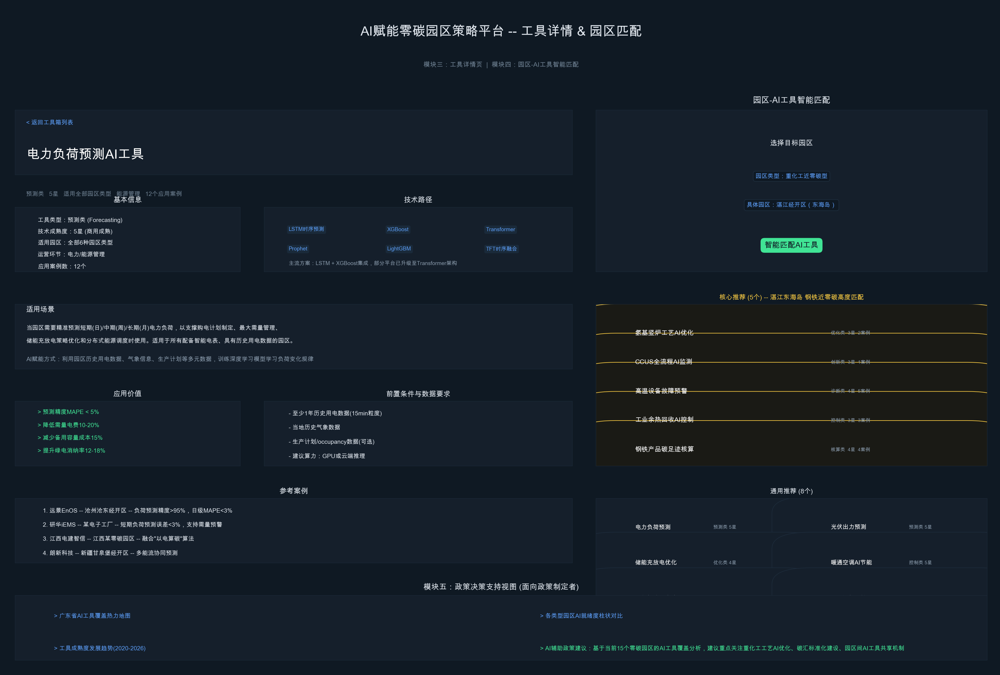 AI赋能零碳园区策略平台 -- 工具详情 & 园区匹配
模块三：工具详情页 | 模块四：园区-AI工具智能匹配
< 返回工具箱列表
电力负荷预测AI工具
预测类 5星 适用全部园区类型 能源管理 12个应用案例
基本信息
工具类型：预测类 (Forecasting)
技术成熟度：5星 (商用成熟)
适用园区：全部6种园区类型
运营环节：电力/能源管理
应用案例数：12个
技术路径
LSTM时序预测
XGBoost
Transformer
Prophet
LightGBM
TFT时序融合
主流方案：LSTM + XGBoost集成，部分平台已升级至Transformer架构
适用场景
当园区需要精准预测短期(日)/中期(周)/长期(月)电力负荷，以支撑购电计划制定、最大需量管理、
储能充放电策略优化和分布式能源调度时使用。适用于所有配备智能电表、具有历史用电数据的园区。
AI赋能方式：利用园区历史用电数据、气象信息、生产计划等多元数据，训练深度学习模型学习负荷变化规律
应用价值
> 预测精度MAPE < 5%
> 降低需量电费10-20%
> 减少备用容量成本15%
> 提升绿电消纳率12-18%
前置条件与数据要求
- 至少1年历史用电数据(15min粒度)
- 当地历史气象数据
- 生产计划/occupancy数据(可选)
- 建议算力：GPU或云端推理
参考案例
1. 远景EnOS -- 沧州沧东经开区 -- 负荷预测精度>95%，日级MAPE<3%
2. 研华iEMS -- 某电子工厂 -- 短期负荷预测误差<3%，支持需量预警
3. 江西电建智信 -- 江西某零碳园区 -- 融合"以电算碳"算法
4. 朗新科技 -- 新疆甘泉堡经开区 -- 多能流协同预测
园区-AI工具智能匹配
选择目标园区
园区类型：重化工近零碳型
具体园区：湛江经开区（东海岛）
智能匹配AI工具
核心推荐 (5个) -- 湛江东海岛 钢铁近零碳高度匹配
氢基竖炉工艺AI优化 优化类 3星 2案例
CCUS全流程AI监测 创新类 3星 1案例
高温设备故障预警 诊断类 4星 5案例
工业余热回收AI控制 控制类 3星 3案例
钢铁产品碳足迹核算 核算类 4星 4案例
通用推荐 (8个)
电力负荷预测 预测类 5星 光伏出力预测 预测类 5星
储能充放电优化 优化类 4星 暖通空调AI节能 控制类 5星
模块五：政策决策支持视图 (面向政策制定者)
> 广东省AI工具覆盖热力地图
> 各类型园区AI就绪度柱状对比
> 工具成熟度发展趋势(2020-2026)
> AI辅助政策建议：基于当前15个零碳园区的AI工具覆盖分析，建议重点关注重化工工艺AI优化、碳汇标准化建设、园区间AI工具共享机制